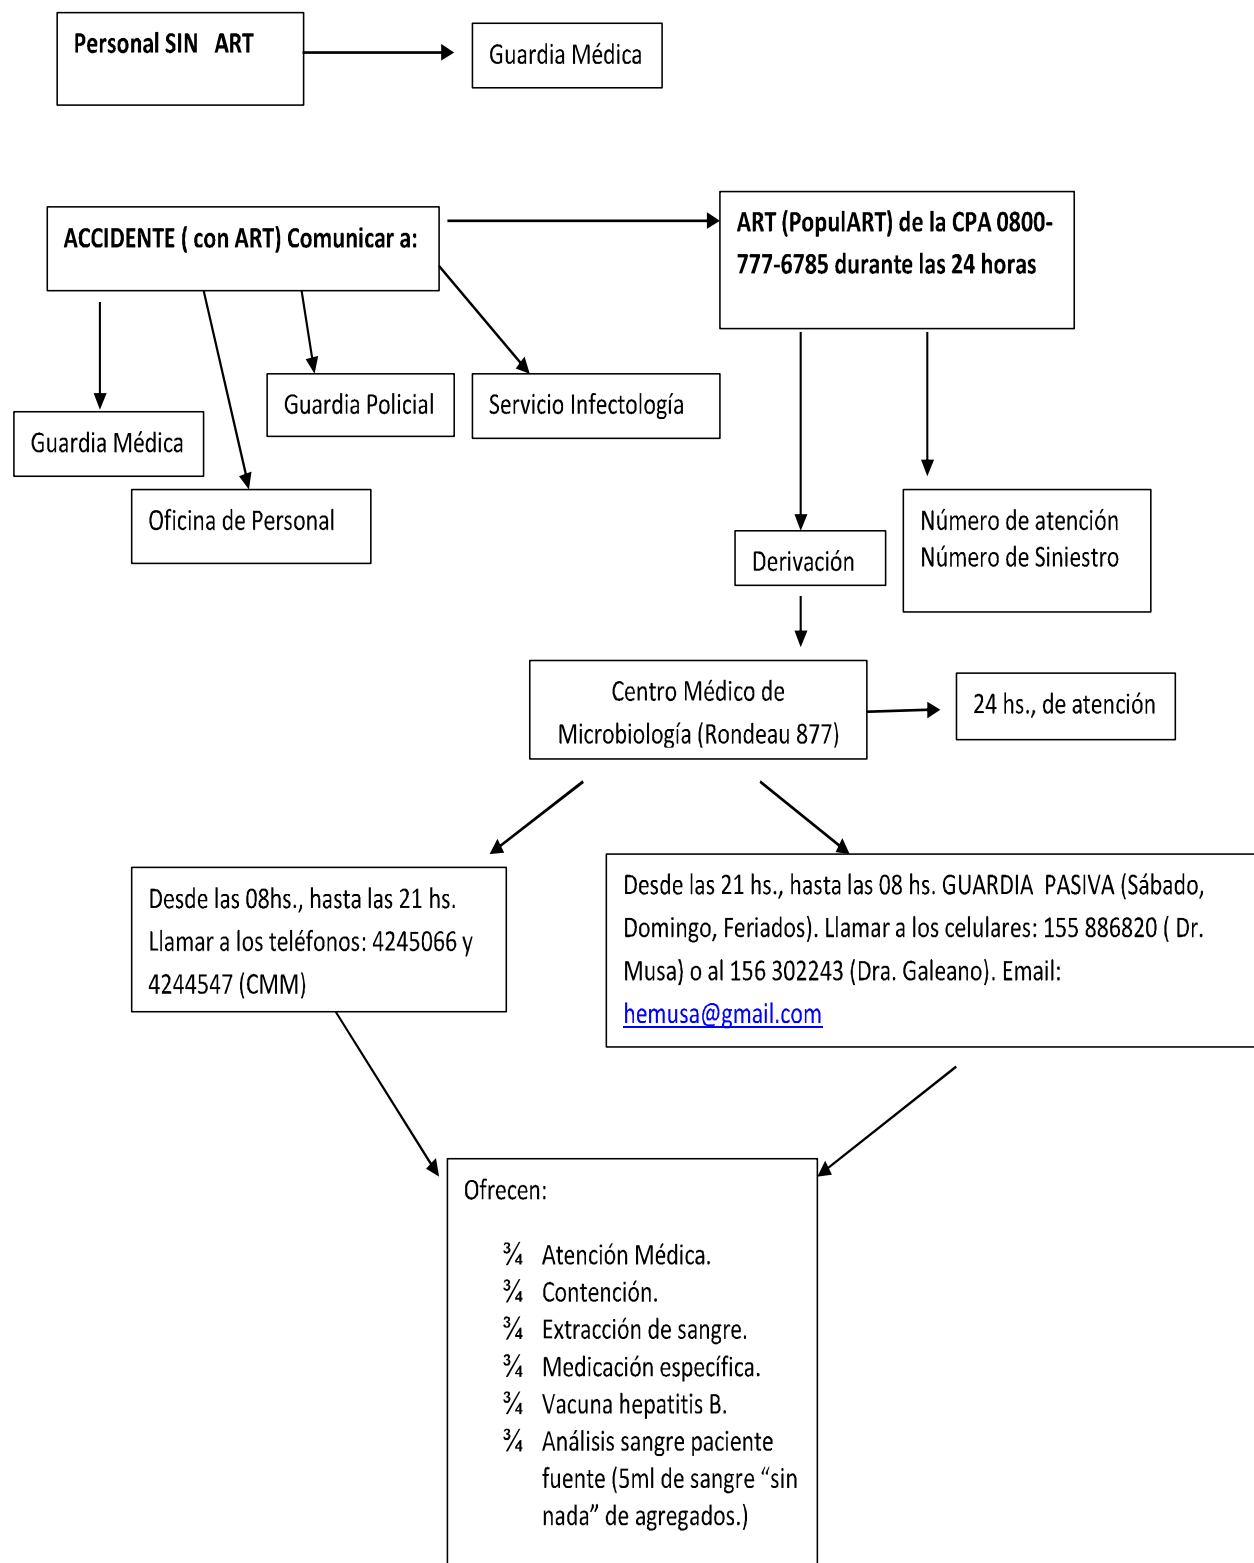 Personal SIN   ART
Guardia Médica
ACCIDENTE ( con ART) Comunicar a:
ART (PopulART) de la CPA 0800-
777-6785 durante las 24 horas
Guardia Policial
Servicio Infectología
Guardia Médica
Oficina de Personal
Número de atención
Número de Siniestro
Derivación
Centro Médico de
Microbiología (Rondeau 877)
24 hs., de atención
Desde las 08hs., hasta las 21 hs.
Llamar a los teléfonos: 4245066 y
4244547 (CMM)
Desde las 21 hs., hasta las 08 hs. GUARDIA  PASIVA (Sábado,
Domingo, Feriados). Llamar a los celulares: 155 886820 ( Dr.
Musa) o al 156 302243 (Dra. Galeano). Email:
hemusa@gmail.com
Ofrecen:
¾ Atención Médica.
¾ Contención.
¾ Extracción de sangre.
¾ Medicación específica.
¾ Vacuna hepatitis B.
¾ Análisis sangre paciente
fuente (5ml de sangre “sin
nada” de agregados.)